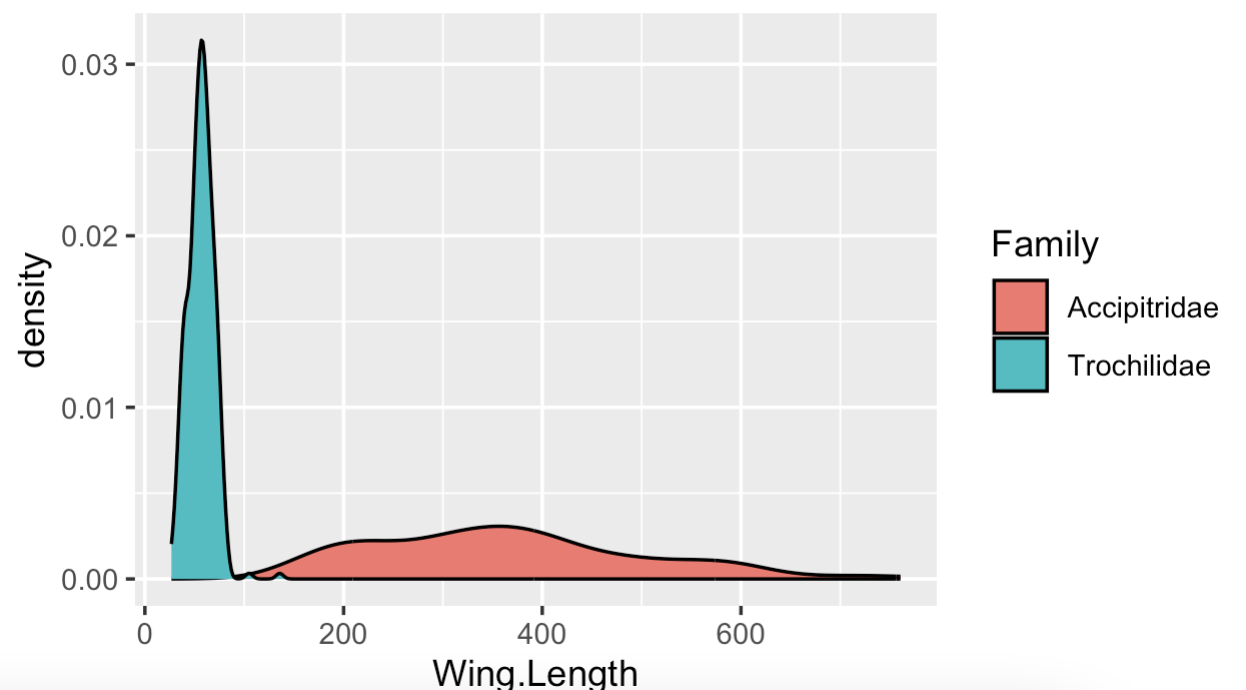 0.03
0.02
0.01
0.00
density
0 200 400 600
Wing.Length
Family
Accipitridae
Trochilidae